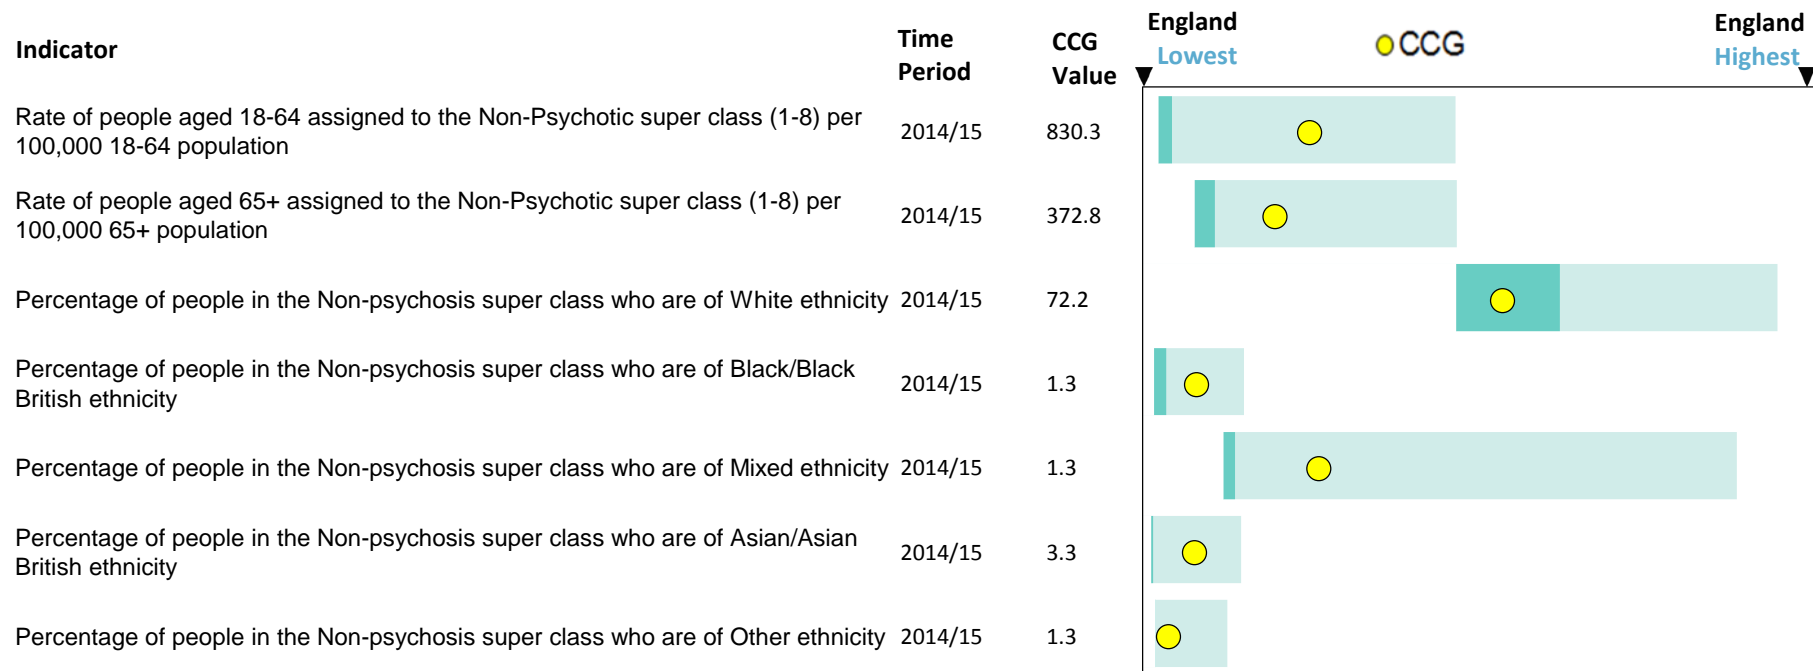 Indicator
Time
Period
CCG
Value
England
Lowest
CCG
England
Highest
Rate of people aged 18-64 assigned to the Non-Psychotic super class (1-8) per
100,000 18-64 population
2014/15
830.3
Rate of people aged 65+ assigned to the Non-Psychotic super class (1-8) per
100,000 65+ population
2014/15
372.8
Percentage of people in the Non-psychosis super class who are of White ethnicity
2014/15
72.2
Percentage of people in the Non-psychosis super class who are of Black/Black
British ethnicity
2014/15
1.3
Percentage of people in the Non-psychosis super class who are of Mixed ethnicity
2014/15
1.3
Percentage of people in the Non-psychosis super class who are of Asian/Asian
British ethnicity
2014/15
3.3
Percentage of people in the Non-psychosis super class who are of Other ethnicity
2014/15
1.3